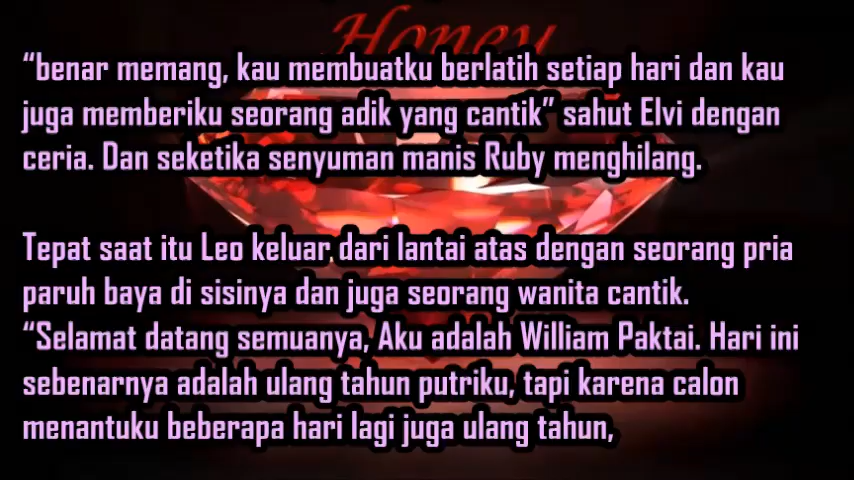 Honey
“benar memang, kau membuatku berlatih setiap hari dan kau
juga memberiku seorang adik yang cantik” sahut Elvi dengan
ceria. Dan seketika senyuman manis Ruby menghilang.
Tepat saat itu Leo keluar dari lantai atas dengan seorang pria
paruh baya di sisinya dan juga seorang wanita cantik.
“Selamat datang semuanya, Aku adalah William Paktai. Hari ini
sebenarnya adalah ulang tahun putriku, tapi karena calon
menantuku beberapa hari lagi juga ulang tahun,